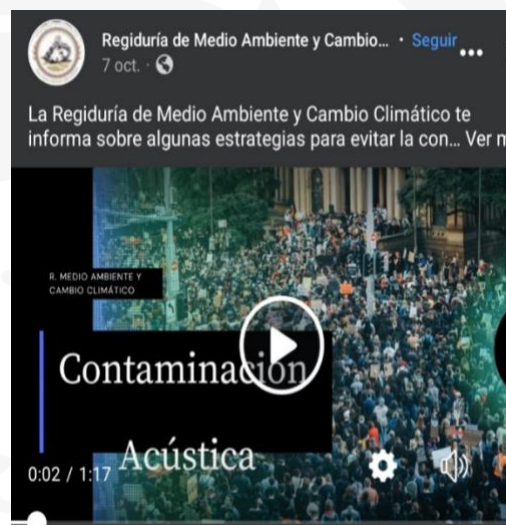 Regiduría de Medio Ambiente y Cambio... · Seguir
7 oct. ·
La Regiduría de Medio Ambiente y Cambio Climático te
informa sobre algunas estrategias para evitar la con... Ver m
R. MEDIO AMBIENTE Y
CAMBIO CLIMÁTICO
Contaminación
Acústica
0:02 / 1:17